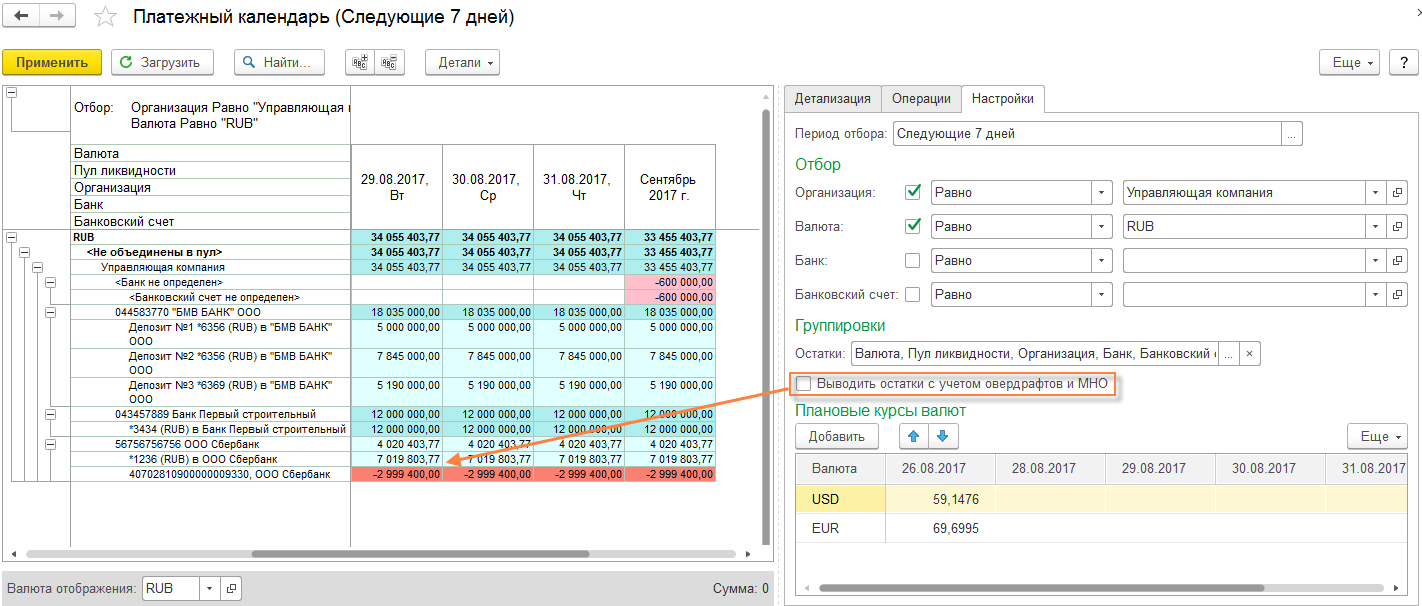 Платежный календарь (Следующие 7 дней)
Применить Загрузить Найти... Детали Еще ?
Отбор: Организация Равно "Управляющая
Валюта Равно "RUB"
Валюта
Пул ликвидности
Организация
Банк
Банковский счет
29.08.2017, Вт 30.08.2017, Ср 31.08.2017, Чт Сентябрь 2017 г.
RUB 34 055 403,77 34 055 403,77 34 055 403,77 33 455 403,77
<Не объединены в пул> 34 055 403,77 34 055 403,77 34 055 403,77 33 455 403,77
Управляющая компания 34 055 403,77 34 055 403,77 34 055 403,77 33 455 403,77
<Банк не определен> -600 000,00
<Банковский счет не определен> -600 000,00
044583770 "БМВ БАНК" ООО 18 035 000,00 18 035 000,00 18 035 000,00 18 035 000,00
Депозит №1 *6356 (RUB) в "БМВ БАНК" 5 000 000,00 5 000 000,00 5 000 000,00 5 000 000,00
ООО
Депозит №2 *6356 (RUB) в "БМВ БАНК" 7 845 000,00 7 845 000,00 7 845 000,00 7 845 000,00
ООО
Депозит №3 *6369 (RUB) в "БМВ БАНК" 5 190 000,00 5 190 000,00 5 190 000,00 5 190 000,00
ООО
043457889 Банк Первый строительный 12 000 000,00 12 000 000,00 12 000 000,00 12 000 000,00
*3434 (RUB) в Банк Первый строительный 12 000 000,00 12 000 000,00 12 000 000,00 12 000 000,00
56756756756 ООО Сбербанк 4 020 403,77 4 020 403,77 4 020 403,77 4 020 403,77
*1236 (RUB) в ООО Сбербанк 7 019 803,77 7 019 803,77 7 019 803,77 7 019 803,77
40702810900000009330, ООО Сбербанк -2 999 400,00 -2 999 400,00 -2 999 400,00 -2 999 400,00
Валюта отображения: RUB Сумма: 0
Детализация Операции Настройки
Период отбора: Следующие 7 дней ...
Отбор
Организация: Равно Управляющая компания
Валюта: Равно RUB
Банк: Равно
Банковский счет: Равно
Группировки
Остатки: Валюта, Пул ликвидности, Организация, Банк, Банковский ... ×
Выводить остатки с учетом овердрафтов и МНО
Плановые курсы валют
Добавить Еще
Валюта 26.08.2017 28.08.2017 29.08.2017 30.08.2017 31.08.2017
USD 59,1476
EUR 69,6995